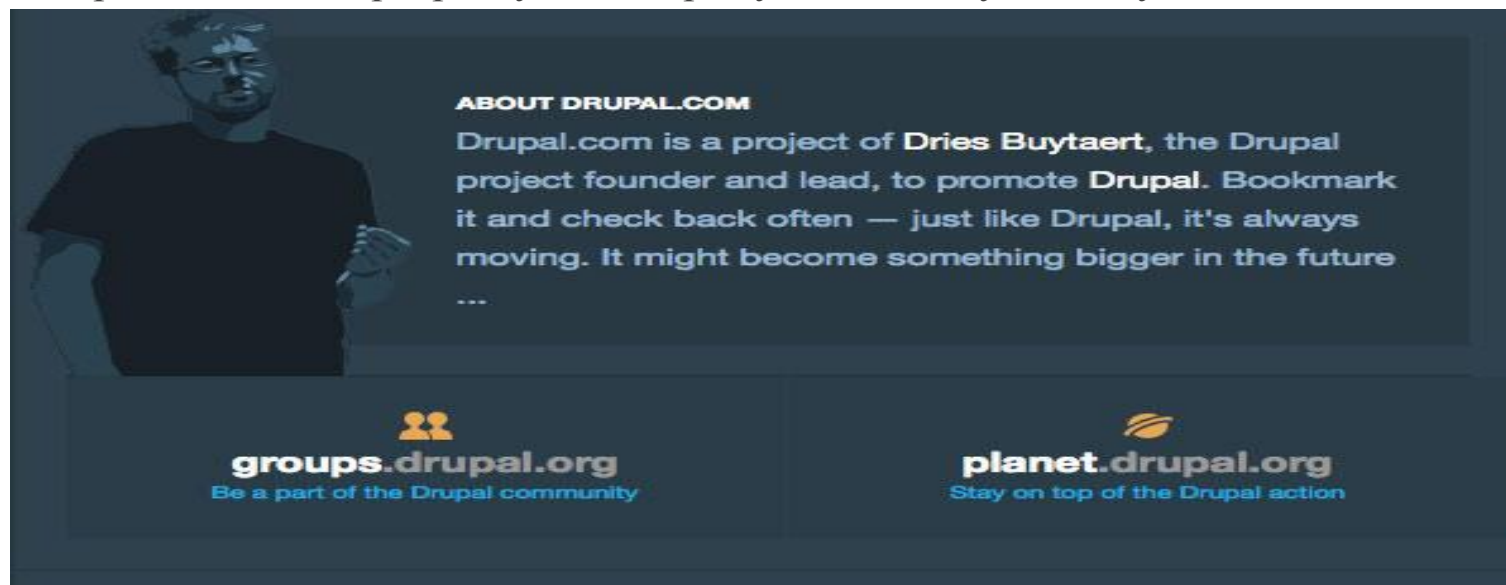 ABOUT DRUPAL.COM
Drupal.com is a project of Dries Buytaert, the Drupal
project founder and lead, to promote Drupal. Bookmark
it and check back often — just like Drupal, it's always
moving. It might become something bigger in the future
...
groups.drupal.org
Be a part of the Drupal community
planet.drupal.org
Stay on top of the Drupal action